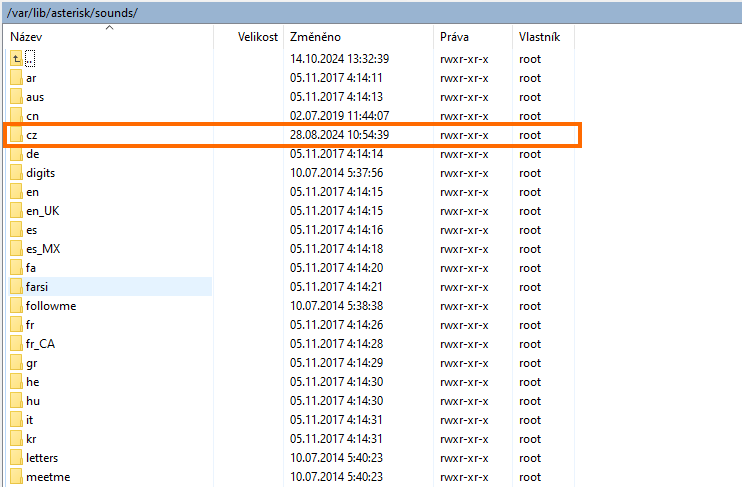 /var/lib/asterisk/sounds/
Název Velikost Změněno Práva Vlastník
.. 14.10.2024 13:32:39 rwxr-xr-x root
ar 05.11.2017 4:14:11 rwxr-xr-x root
aus 05.11.2017 4:14:13 rwxr-xr-x root
cn 02.07.2019 11:44:07 rwxr-xr-x root
cz 28.08.2024 10:54:39 rwxr-xr-x root
de 05.11.2017 4:14:14 rwxr-xr-x root
digits 10.07.2014 5:37:56 rwxr-xr-x root
en 05.11.2017 4:14:15 rwxr-xr-x root
en_UK 05.11.2017 4:14:15 rwxr-xr-x root
es 05.11.2017 4:14:16 rwxr-xr-x root
es_MX 05.11.2017 4:14:18 rwxr-xr-x root
fa 05.11.2017 4:14:20 rwxr-xr-x root
farsi 05.11.2017 4:14:21 rwxr-xr-x root
followme 10.07.2014 5:38:38 rwxr-xr-x root
fr 05.11.2017 4:14:26 rwxr-xr-x root
fr_CA 05.11.2017 4:14:28 rwxr-xr-x root
gr 05.11.2017 4:14:29 rwxr-xr-x root
he 05.11.2017 4:14:30 rwxr-xr-x root
hu 05.11.2017 4:14:30 rwxr-xr-x root
it 05.11.2017 4:14:31 rwxr-xr-x root
kr 05.11.2017 4:14:31 rwxr-xr-x root
letters 10.07.2014 5:40:23 rwxr-xr-x root
meetme 10.07.2014 5:40:23 rwxr-xr-x root